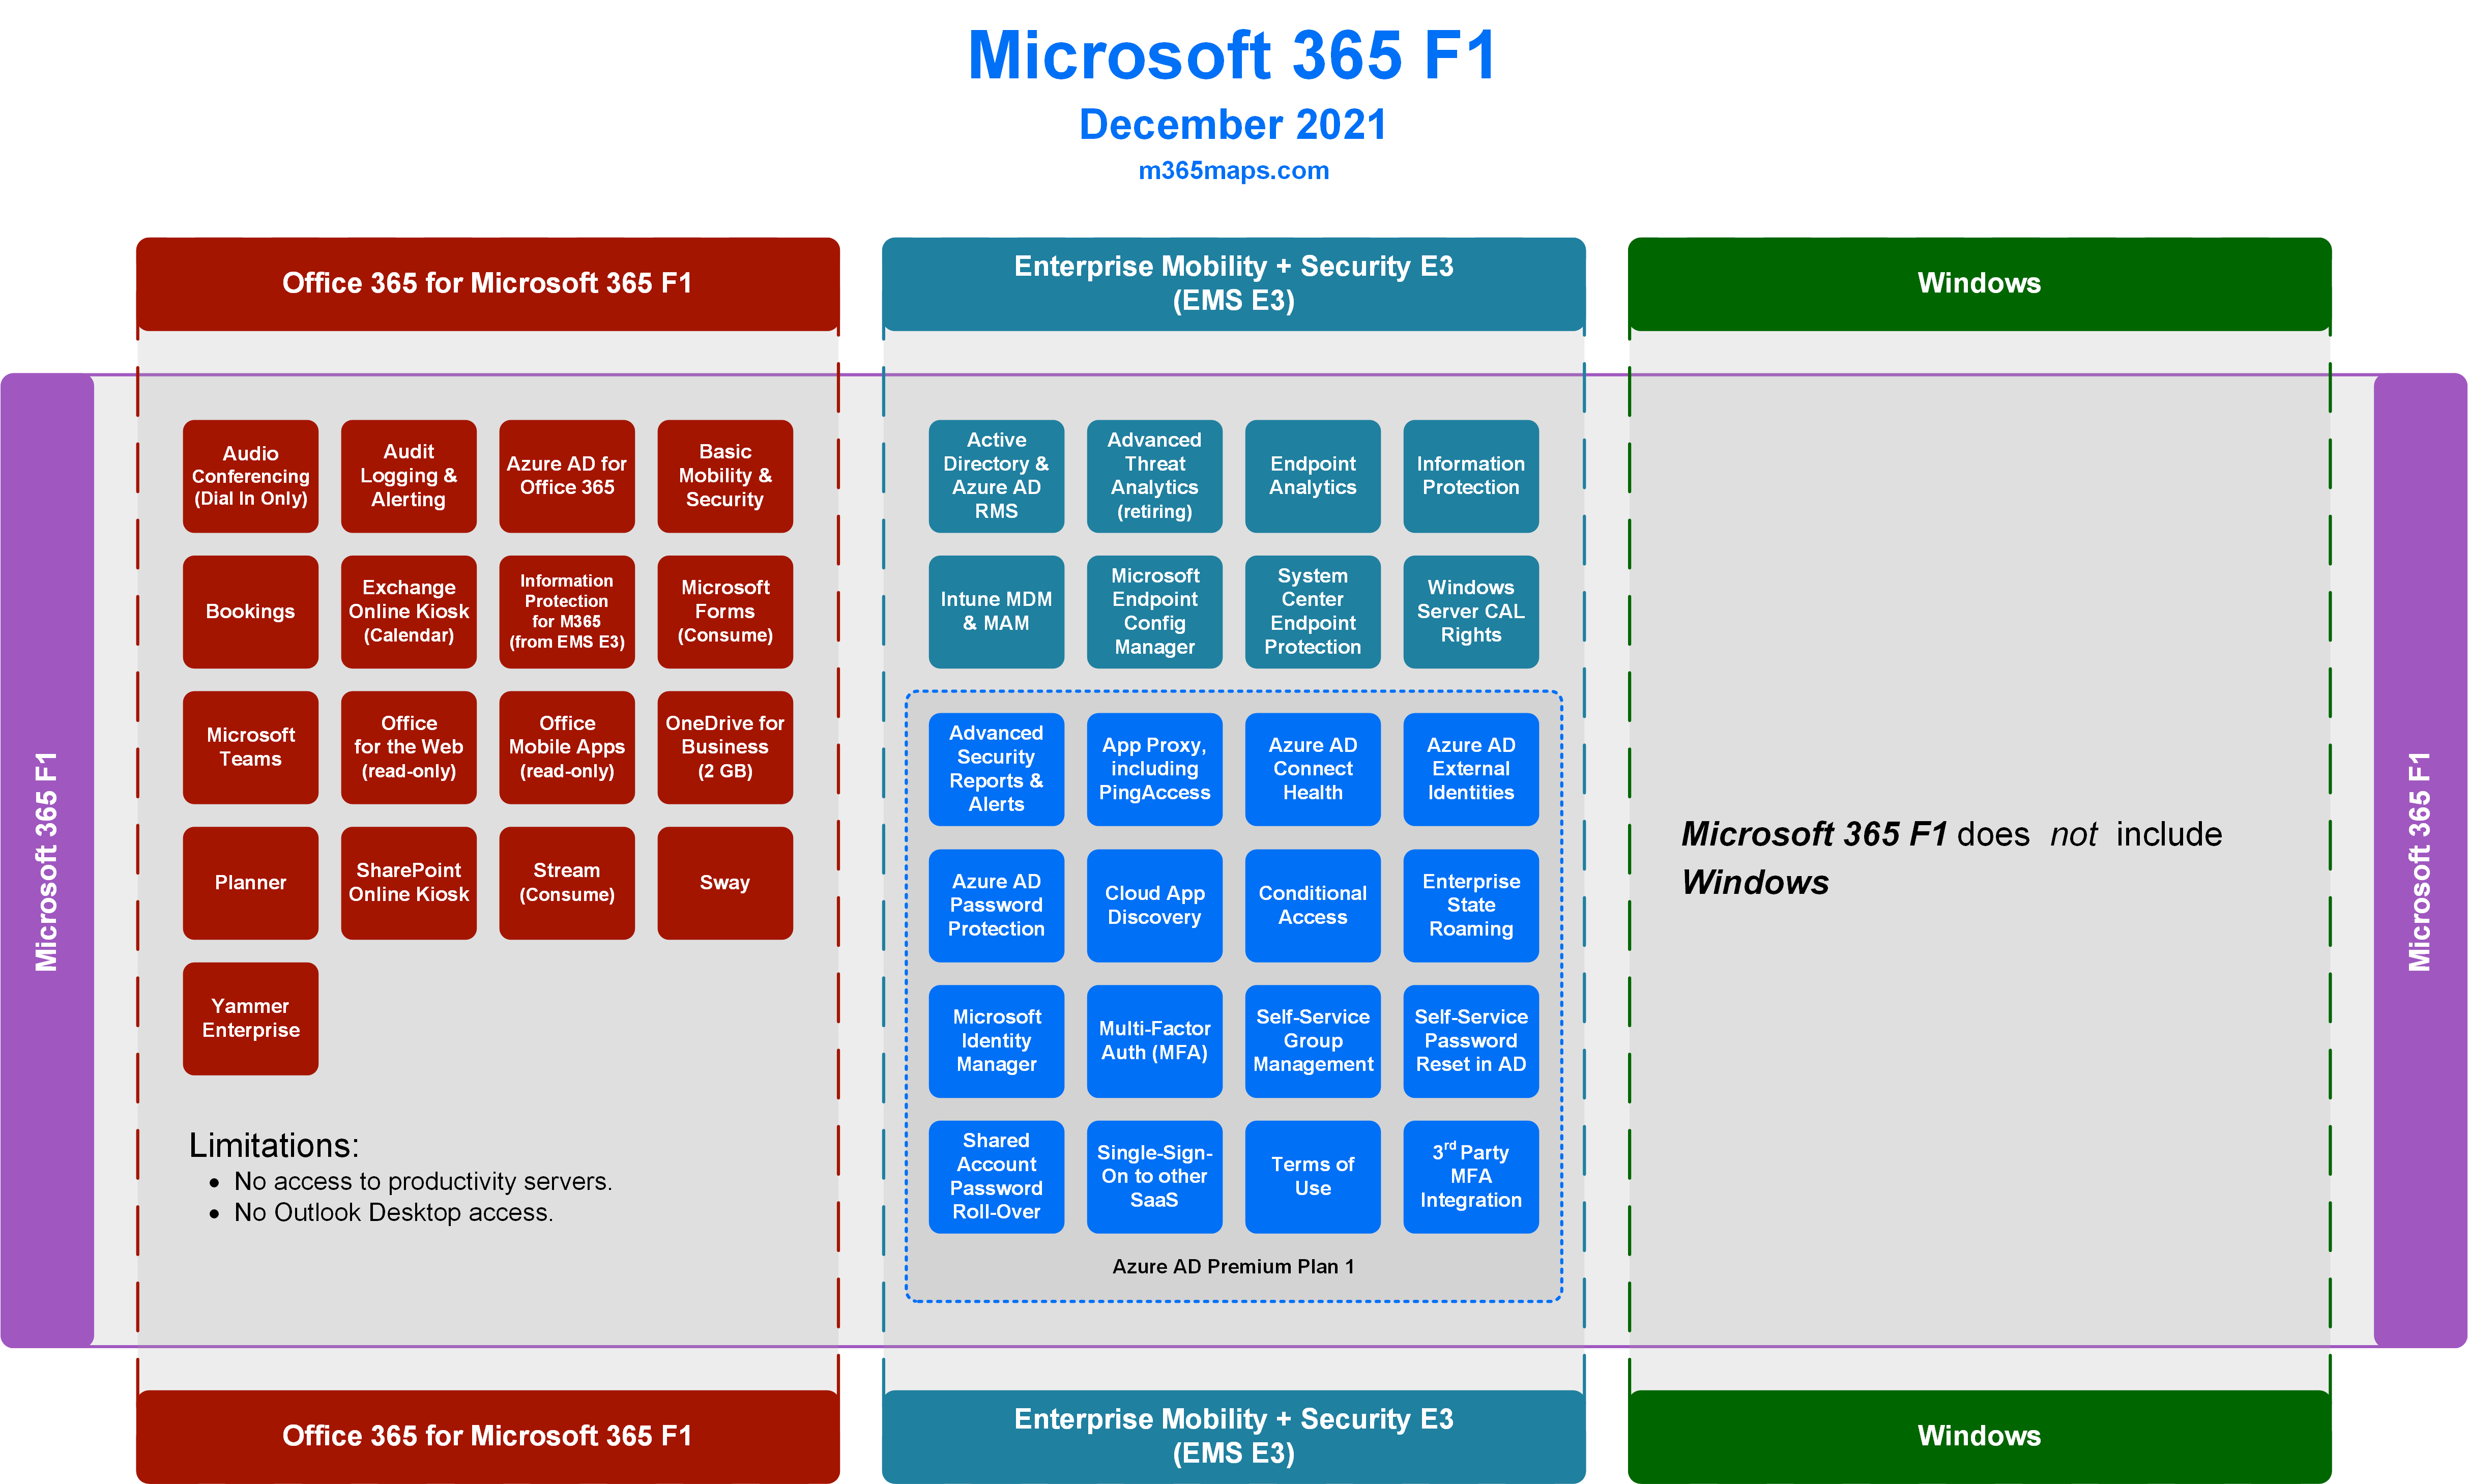 Microsoft 365 F1
December 2021
m365maps.com
Office 365 for Microsoft 365 F1
Enterprise Mobility + Security E3
(EMS E3)
Windows
Microsoft 365 F1
Audio
Conferencing
(Dial In Only)
Audit
Logging &
Alerting
Azure AD for
Office 365
Basic
Mobility &
Security
Bookings
Exchange
Online Kiosk
(Calendar)
Information
Protection
for M365
(from EMS E3)
Microsoft
Forms
(Consume)
Microsoft
Teams
Office
for the Web
(read-only)
Office
Mobile Apps
(read-only)
OneDrive for
Business
(2 GB)
Planner
SharePoint
Online Kiosk
Stream
(Consume)
Sway
Yammer
Enterprise
Limitations:
• No access to productivity servers.
• No Outlook Desktop access.
Active
Directory &
Azure AD
RMS
Advanced
Threat
Analytics
(retiring)
Endpoint
Analytics
Information
Protection
Intune MDM
& MAM
Microsoft
Endpoint
Config
Manager
System
Center
Endpoint
Protection
Windows
Server CAL
Rights
Advanced
Security
Reports &
Alerts
App Proxy,
including
PingAccess
Azure AD
Connect
Health
Azure AD
External
Identities
Azure AD
Password
Protection
Cloud App
Discovery
Conditional
Access
Enterprise
State
Roaming
Microsoft
Identity
Manager
Multi-Factor
Auth (MFA)
Self-Service
Group
Management
Self-Service
Password
Reset in AD
Shared
Account
Password
Roll-Over
Single-Sign-
On to other
SaaS
Terms of
Use
3rd Party
MFA
Integration
Azure AD Premium Plan 1
Microsoft 365 F1 does not include
Windows
Microsoft 365 F1
Office 365 for Microsoft 365 F1
Enterprise Mobility + Security E3
(EMS E3)
Windows